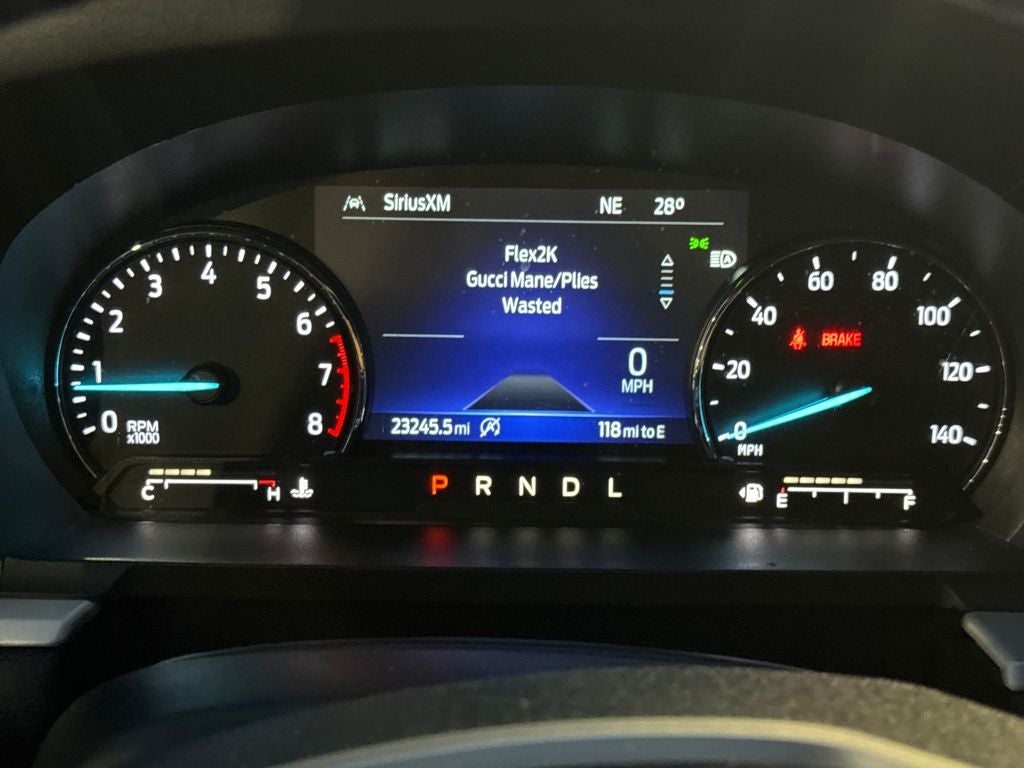 SiriusXM NE 28°
Flex2K
Gucci Mane/Plies
Wasted
0
MPH
23245.5 mi 118 mi to E
0 1 2 3 4 5 6 7 8
RPM
x1000
0 20 40 60 80 100 120 140
MPH
BRAKE
C H
P R N D L
E F